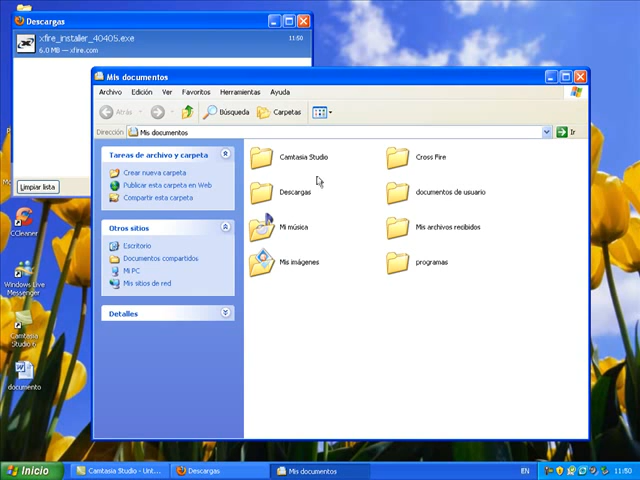 Descargas
xfire_installer_40405.exe
11:50
6.0 MB — xfire.com
Limpiar lista
Mis documentos
Archivo Edición Ver Favoritos Herramientas Ayuda
Atrás Búsqueda Carpetas
Dirección Mis documentos Ir
Tareas de archivo y carpeta
Crear nueva carpeta
Publicar esta carpeta en Web
Compartir esta carpeta
Otros sitios
Escritorio
Documentos compartidos
Mi PC
Mis sitios de red
Detalles
Camtasia Studio
Cross Fire
Descargas
documentos de usuario
Mi música
Mis archivos recibidos
Mis imágenes
programas
CCleaner
Windows Live
Messenger
Camtasia
Studio 6
documento
Inicio
Camtasia Studio - Unt...
Descargas
Mis documentos
EN
11:50